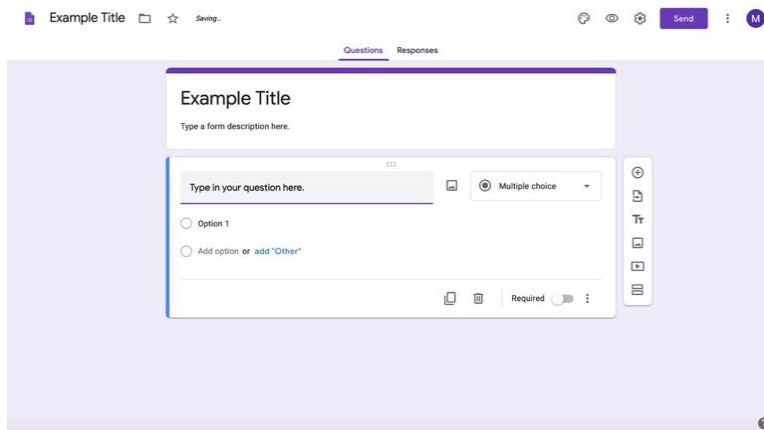 Example Title
Saving...
Send
M
Questions Responses
Example Title
Type a form description here.
Type in your question here.
Multiple choice
Option 1
Add option or add "Other"
Required
Tт